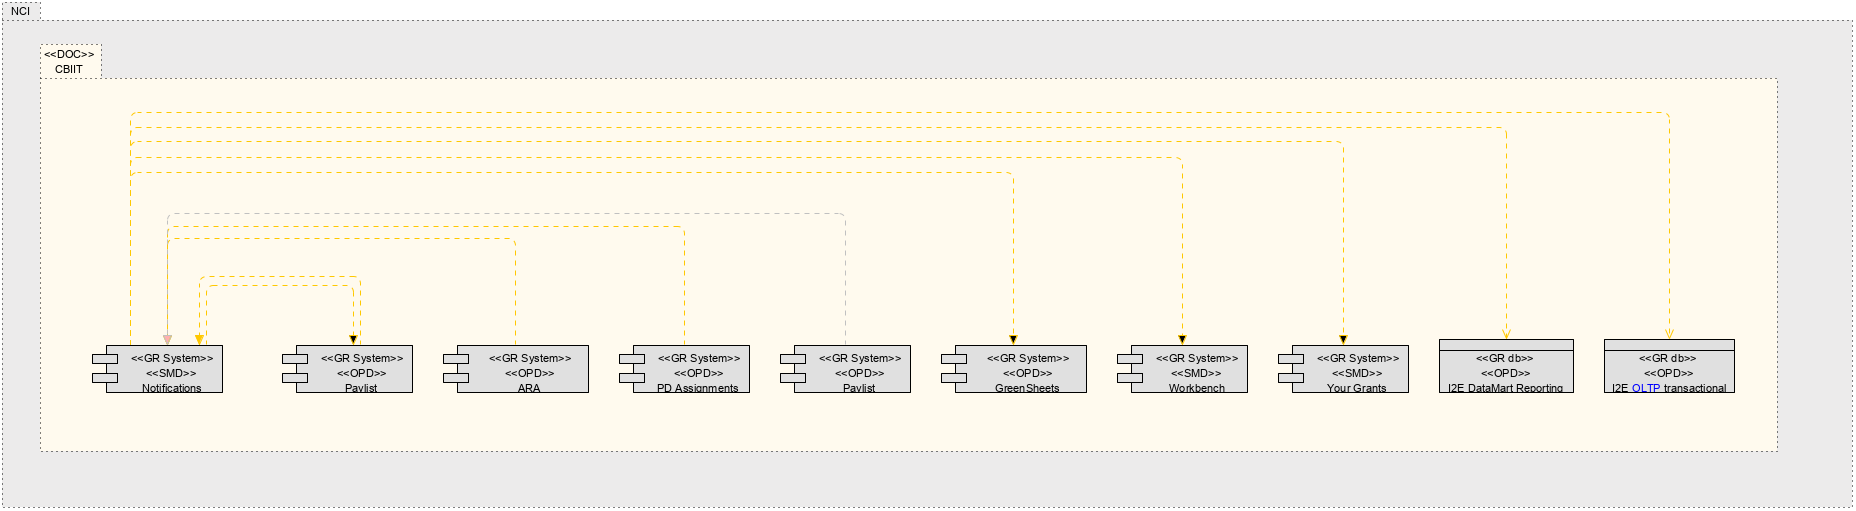 NCI
<<DOC>>
CBIIT
<<GR System>>
<<SMD>>
Notifications
<<GR System>>
<<OPD>>
Paylist
<<GR System>>
<<OPD>>
ARA
<<GR System>>
<<OPD>>
PD Assignments
<<GR System>>
<<OPD>>
Paylist
<<GR System>>
<<OPD>>
GreenSheets
<<GR System>>
<<SMD>>
Workbench
<<GR System>>
<<SMD>>
Your Grants
<<GR db>>
<<OPD>>
I2E DataMart Reporting
<<GR db>>
<<OPD>>
I2E OLTP transactional